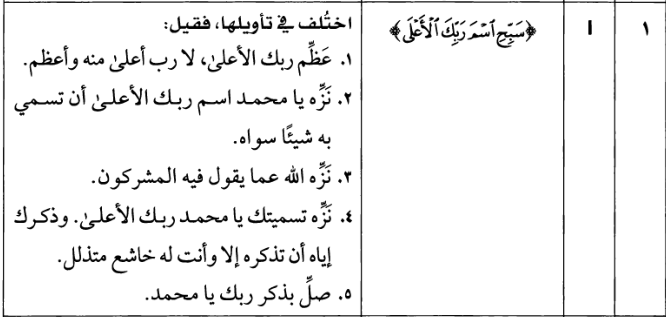 ١ ١ ﴿سَبِّحِ ٱسْمَ رَبِّكَ ٱلْأَعْلَى﴾ اختُلف في تأويلها، فقيل:
١. عَظِّم ربك الأعلىٰ، لا رب أعلىٰ منه وأعظم.
٢. نَزِّه يا محمد اسم ربك الأعلىٰ أن تسمي
به شيئًا سواه.
٣. نَزِّه الله عما يقول فيه المشركون.
٤. نَزِّه تسميتك يا محمد ربك الأعلىٰ. وذكرك
إياه أن تذكره إلا وأنت له خاشع متذلل.
٥. صلِّ بذكر ربك يا محمد.